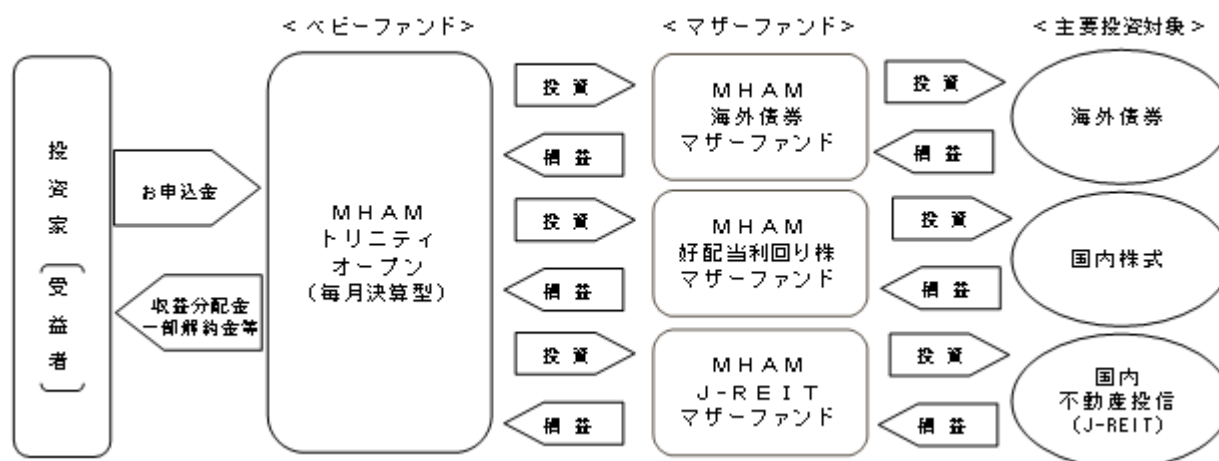 ＜ベビーファンド＞
＜マザーファンド＞
＜主要投資対象＞
投資家（受益者）
お申込金
収益分配金
一部解約金等
ＭＨＡＭ
トリニティ
オープン
（毎月決算型）
投資
損益
投資
損益
投資
損益
ＭＨＡＭ
海外債券
マザーファンド
ＭＨＡＭ
好配当利回り株
マザーファンド
ＭＨＡＭ
Ｊ-ＲＥＩＴ
マザーファンド
投資
損益
投資
損益
投資
損益
海外債券
国内株式
国内
不動産投信
(J-REIT)